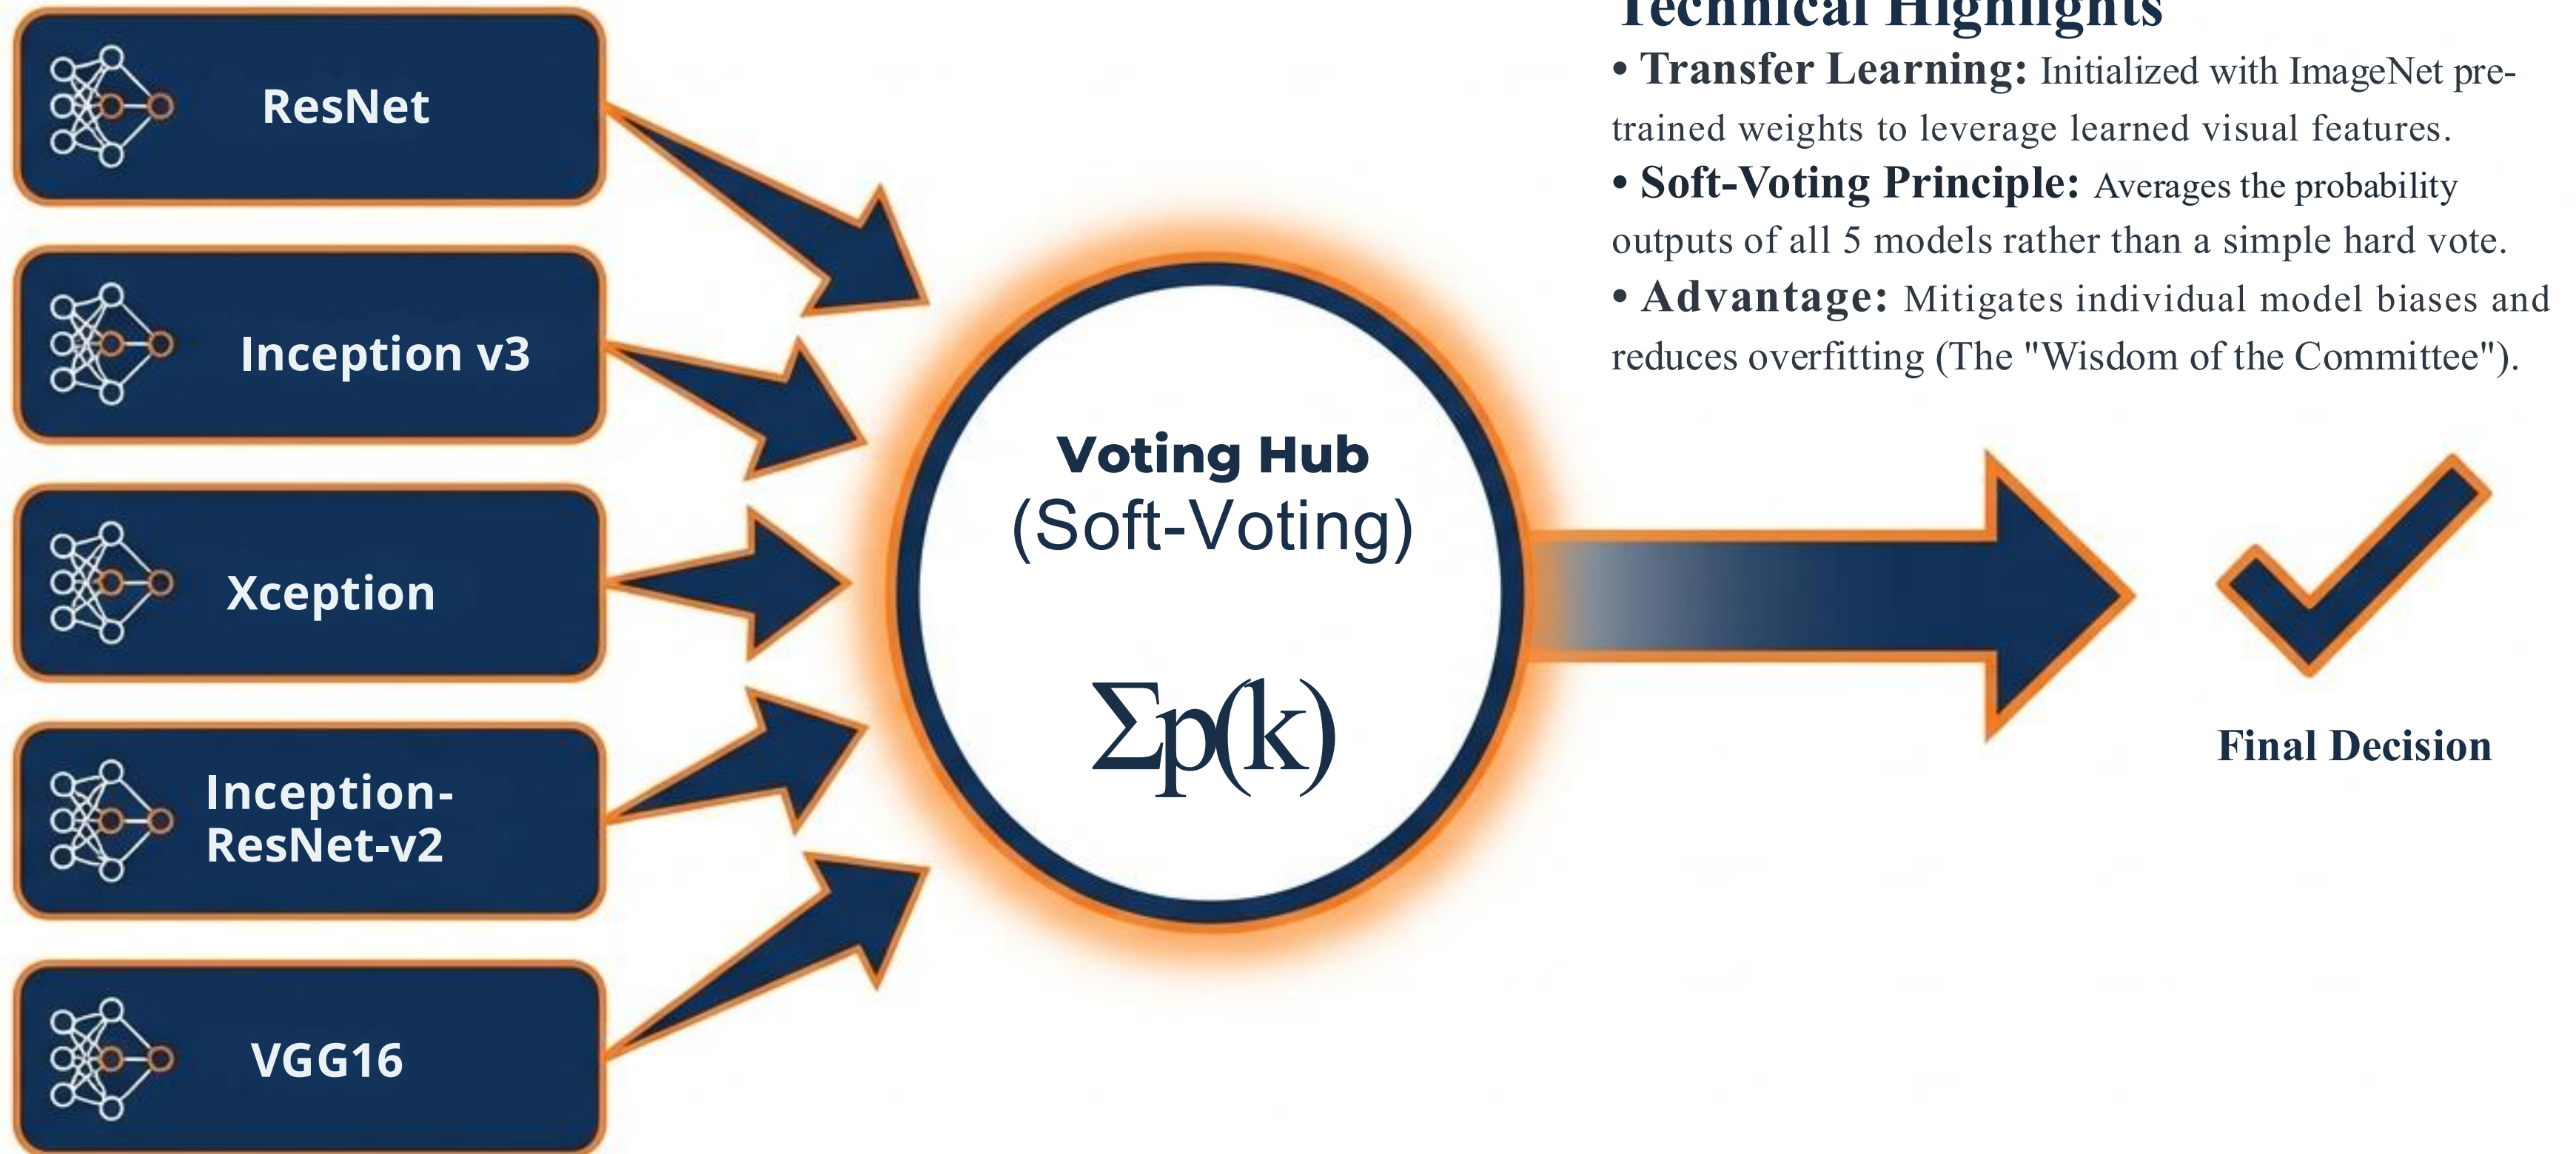 ResNet
Inception v3
Xception
Inception-
ResNet-v2
VGG16
Voting Hub
(Soft-Voting)
Σp(k)
Technical Highlights
• Transfer Learning: Initialized with ImageNet pre-
trained weights to leverage learned visual features.
• Soft-Voting Principle: Averages the probability
outputs of all 5 models rather than a simple hard vote.
• Advantage: Mitigates individual model biases and
reduces overfitting (The "Wisdom of the Committee").
Final Decision